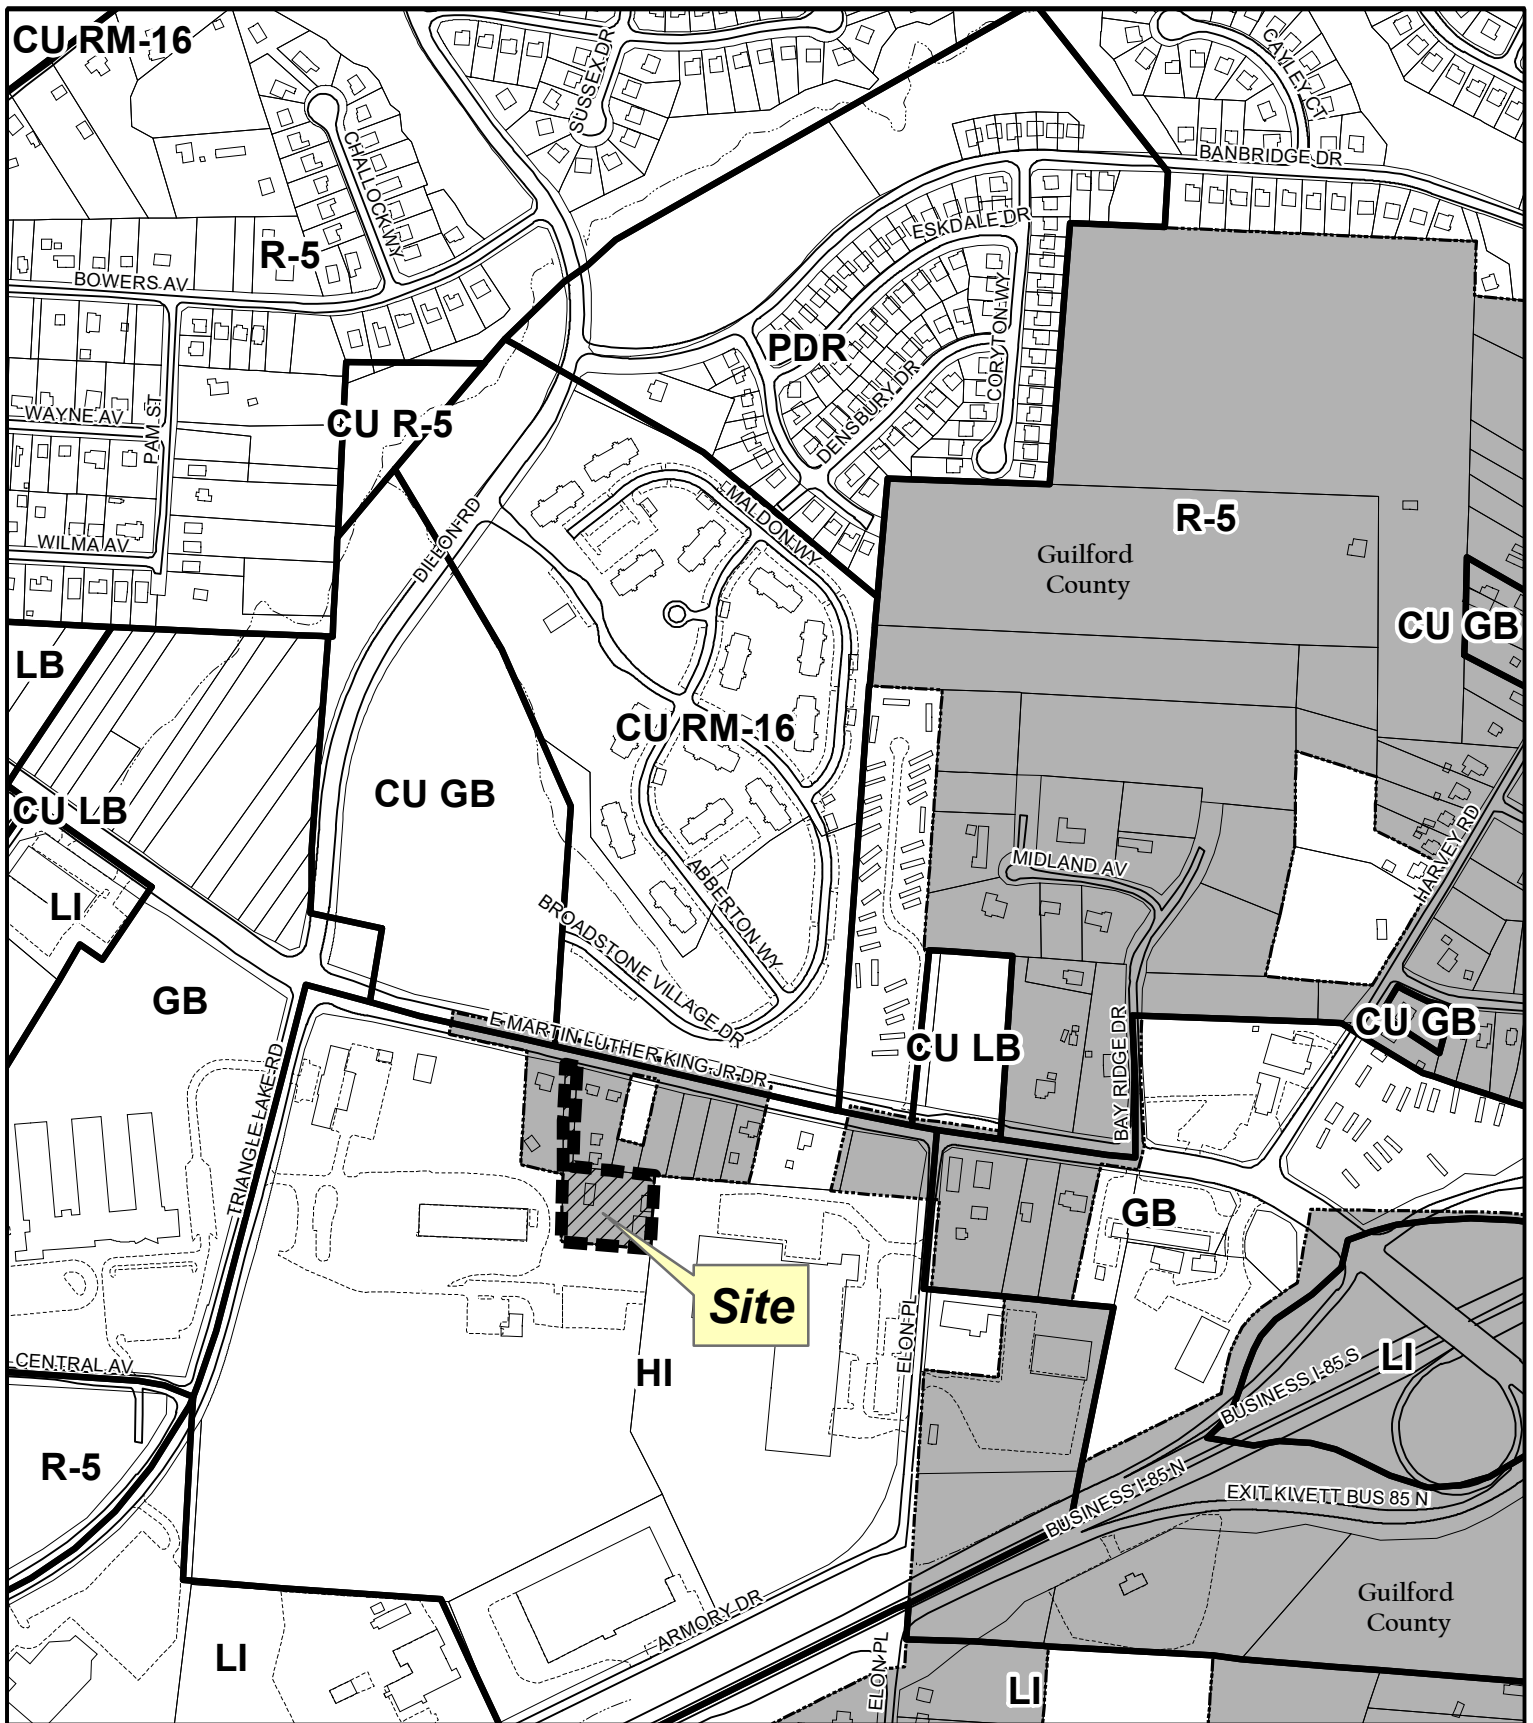 CU RM-16
SUSSEX DR
CAYLEY CT
CHALLOCK WY
BANBRIDGE DR
ESKDALE DR
R-5
BOWERS AV
CORYTON WY
PDR
DENSBURY DR
WAYNE AV
PAM ST
CU R-5
MALDON WY
R-5
DILLON RD
WILMA AV
Guilford
County
CU GB
LB
CU RM-16
CU GB
CU LB
HARVEY RD
MIDLAND AV
LI
ABBERTON WY
BROADSTONE VILLAGE DR
GB
E MARTIN LUTHER KING JR DR
CU LB
CU GB
BAY RIDGE DR
TRIANGLE LAKE RD
GB
Site
ELON PL
CENTRAL AV
HI
LI
BUSINESS I-85 S
R-5
BUSINESS I-85 N
EXIT KIVETT BUS 85 N
ARMORY DR
Guilford
County
LI
ELON PL
LI